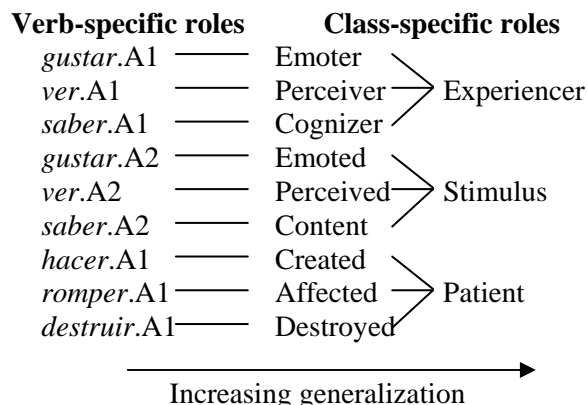 Verb-specific roles Class-specific roles
gustar.A1 Emoter
ver.A1 Perceiver Experiencer
saber.A1 Cognizer
gustar.A2 Emoted
ver.A2 Perceived Stimulus
saber.A2 Content
hacer.A1 Created
romper.A1 Affected Patient
destruir.A1 Destroyed
Increasing generalization